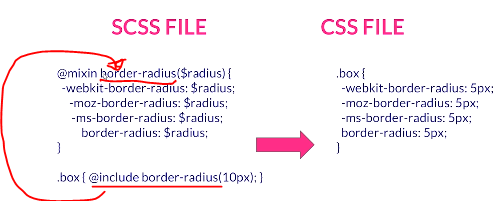 SCSS FILE
@mixin border-radius($radius) {
-webkit-border-radius: $radius;
-moz-border-radius: $radius;
-ms-border-radius: $radius;
border-radius: $radius;
}
.box { @include border-radius(10px); }
CSS FILE
.box {
-webkit-border-radius: 5px;
-moz-border-radius: 5px;
-ms-border-radius: 5px;
border-radius: 5px;
}